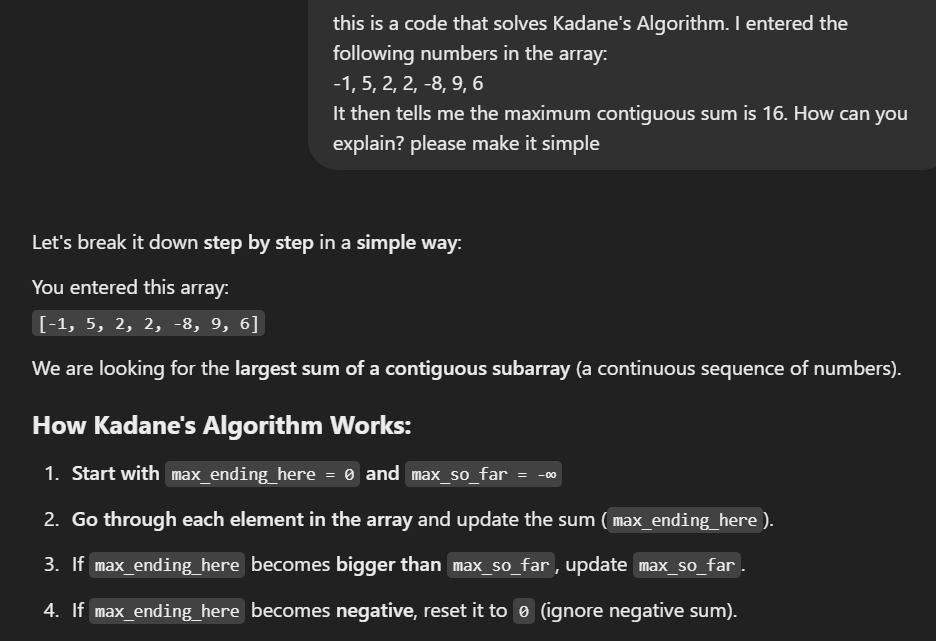 this is a code that solves Kadane's Algorithm. I entered the
following numbers in the array:
-1, 5, 2, 2, -8, 9, 6
It then tells me the maximum contiguous sum is 16. How can you
explain? please make it simple
Let's break it down step by step in a simple way:
You entered this array:
[-1, 5, 2, 2, -8, 9, 6]
We are looking for the largest sum of a contiguous subarray (a continuous sequence of numbers).
How Kadane's Algorithm Works:
1. Start with max_ending_here = 0 and max_so_far = -∞
2. Go through each element in the array and update the sum (max_ending_here).
3. If max_ending_here becomes bigger than max_so_far, update max_so_far.
4. If max_ending_here becomes negative, reset it to 0 (ignore negative sum).